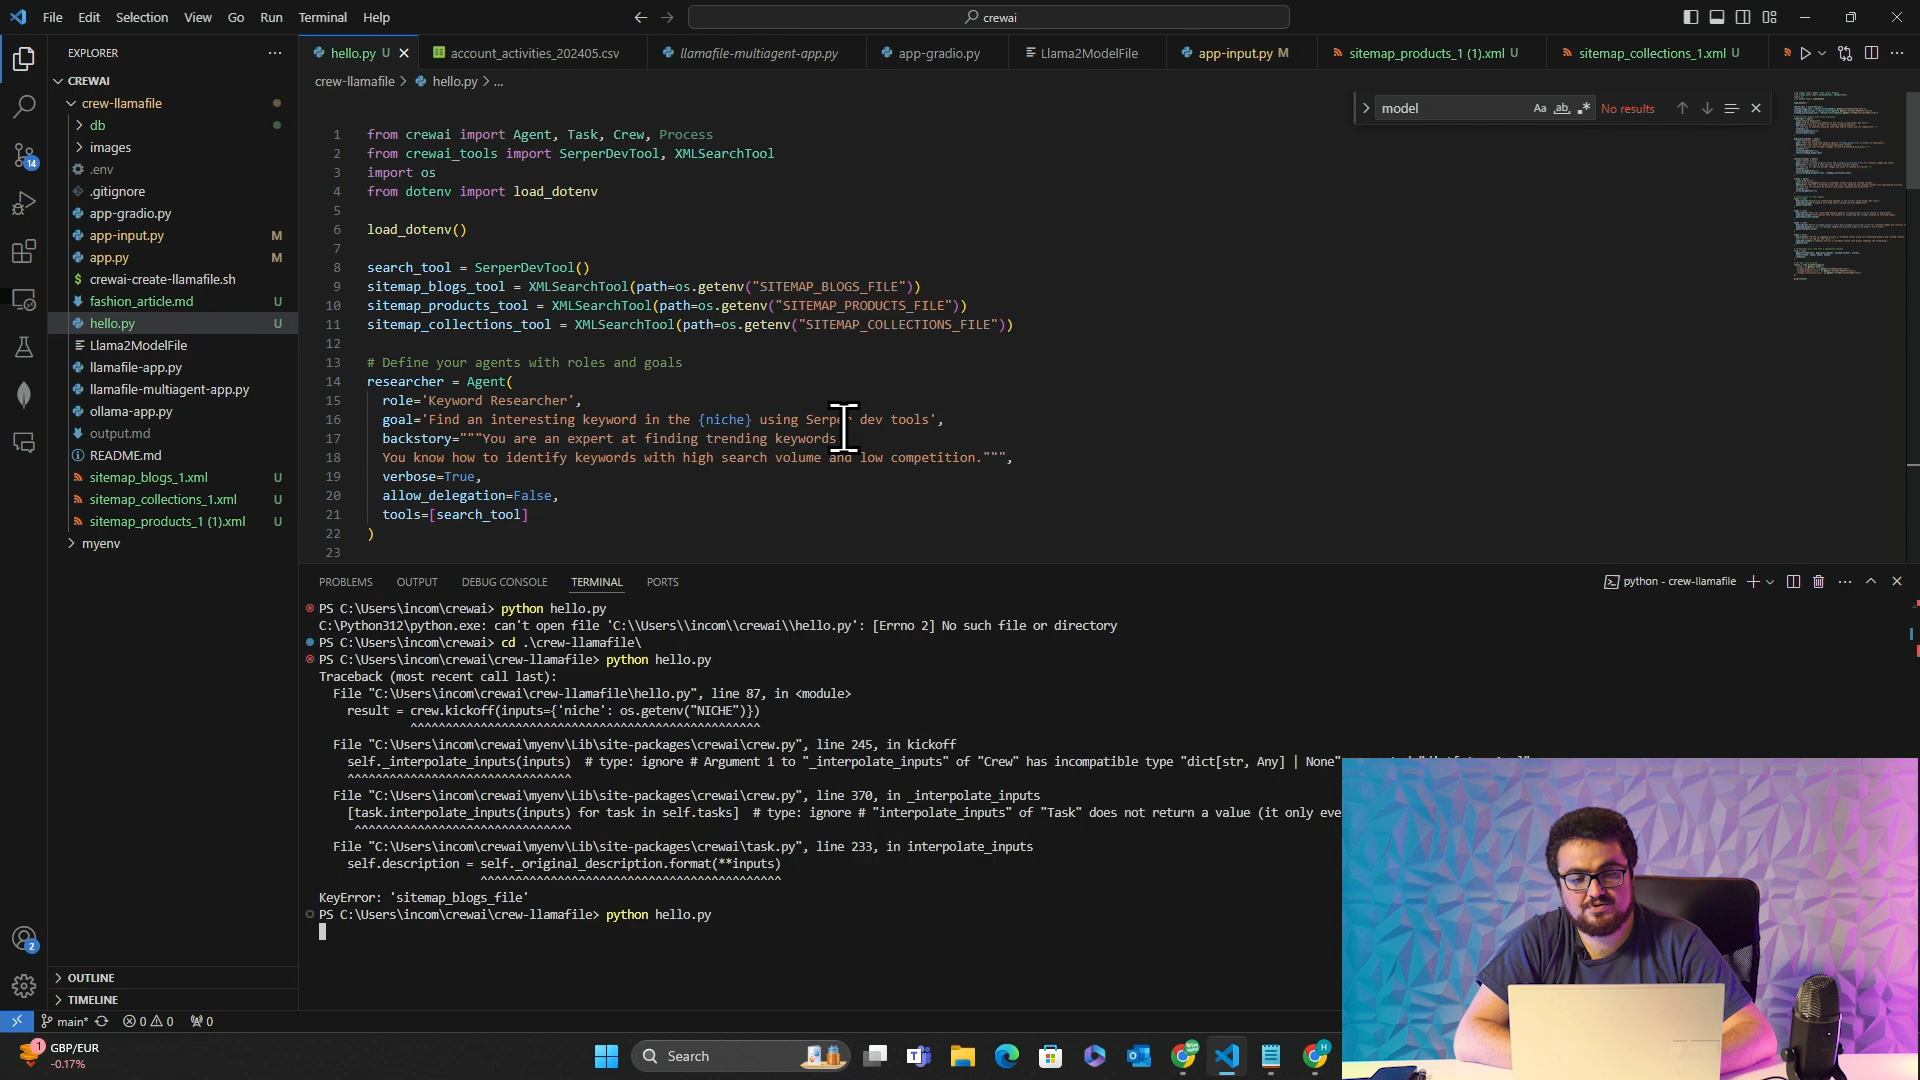 File Edit Selection View Go Run Terminal Help
crewai
EXPLORER
hello.py U
account_activities_202405.csv
llamafile-multiagent-app.py
app-gradio.py
Llama2ModelFile
app-input.py M
sitemap_products_1 (1).xml U
sitemap_collections_1.xml U
CREWAI
crew-llamafile
db
images
.env
.gitignore
app-gradio.py
app-input.py M
app.py M
crewai-create-llamafile.sh
fashion_article.md U
hello.py U
Llama2ModelFile
llamafile-app.py
llamafile-multiagent-app.py
ollama-app.py
output.md
README.md
sitemap_blogs_1.xml U
sitemap_collections_1.xml U
sitemap_products_1 (1).xml U
myenv
OUTLINE
TIMELINE
14
2
crew-llamafile > hello.py > ...
model
Aa ab .*
No results
1 from crewai import Agent, Task, Crew, Process
2 from crewai_tools import SerperDevTool, XMLSearchTool
3 import os
4 from dotenv import load_dotenv
5
6 load_dotenv()
7
8 search_tool = SerperDevTool()
9 sitemap_blogs_tool = XMLSearchTool(path=os.getenv("SITEMAP_BLOGS_FILE"))
10 sitemap_products_tool = XMLSearchTool(path=os.getenv("SITEMAP_PRODUCTS_FILE"))
11 sitemap_collections_tool = XMLSearchTool(path=os.getenv("SITEMAP_COLLECTIONS_FILE"))
12
13 # Define your agents with roles and goals
14 researcher = Agent(
15 role='Keyword Researcher',
16 goal='Find an interesting keyword in the {niche} using Serper dev tools',
17 backstory="""You are an expert at finding trending keywords
18 You know how to identify keywords with high search volume and low competition.""",
19 verbose=True,
20 allow_delegation=False,
21 tools=[search_tool]
22 )
23
PROBLEMS OUTPUT DEBUG CONSOLE TERMINAL PORTS
python - crew-llamafile
PS C:\Users\incom\crewai> python hello.py
C:\Python312\python.exe: can't open file 'C:\\Users\\incom\\crewai\\hello.py': [Errno 2] No such file or directory
PS C:\Users\incom\crewai> cd .\crew-llamafile\
PS C:\Users\incom\crewai\crew-llamafile> python hello.py
Traceback (most recent call last):
File "C:\Users\incom\crewai\crew-llamafile\hello.py", line 87, in <module>
result = crew.kickoff(inputs={'niche': os.getenv("NICHE")})
^^^^^^^^^^^^^^^^^^^^^^^^^^^^^^^^^^^^^^^^^^^^^^^^^^
File "C:\Users\incom\crewai\myenv\Lib\site-packages\crewai\crew.py", line 245, in kickoff
self._interpolate_inputs(inputs) # type: ignore # Argument 1 to "_interpolate_inputs" of "Crew" has incompatible type "dict[str, Any] | None"
^^^^^^^^^^^^^^^^^^^^^^^^^^^^^^^^
File "C:\Users\incom\crewai\myenv\Lib\site-packages\crewai\crew.py", line 370, in _interpolate_inputs
[task.interpolate_inputs(inputs) for task in self.tasks] # type: ignore # "interpolate_inputs" of "Task" does not return a value (it only eve
^^^^^^^^^^^^^^^^^^^^^^^^^^^^^^^
File "C:\Users\incom\crewai\myenv\Lib\site-packages\crewai\task.py", line 233, in interpolate_inputs
self.description = self._original_description.format(**inputs)
^^^^^^^^^^^^^^^^^^^^^^^^^^^^^^^^^^^^^^^^^^^
KeyError: 'sitemap_blogs_file'
PS C:\Users\incom\crewai\crew-llamafile> python hello.py
main* 0 0 0
1
GBP/EUR
-0.17%
Search
H